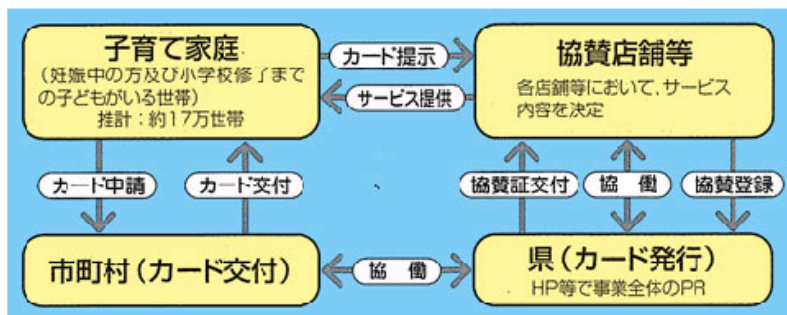 子育て家庭
(妊娠中の方及び小学校修了まで
の子どもがいる世帯)
推計：約17万世帯
カード提示
サービス提供
協賛店舗等
各店舗等において、サービス
内容を決定
カード申請
カード交付
協賛証交付
協 働
協賛登録
市町村(カード交付)
協 働
県(カード発行)
HP等で事業全体のPR